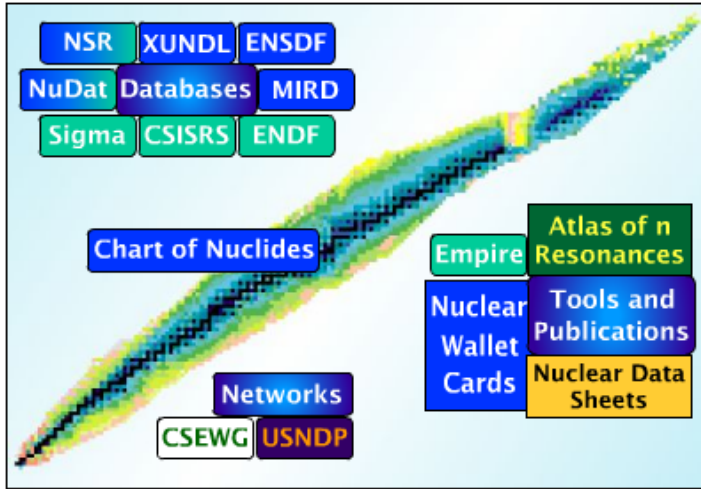 NSR XUNDL ENSDF
NuDat Databases MIRD
Sigma CSISRS ENDF
Chart of Nuclides
Empire
Atlas of n
Resonances
Nuclear
Wallet
Cards
Tools and
Publications
Nuclear Data
Sheets
Networks
CSEWG USNDP